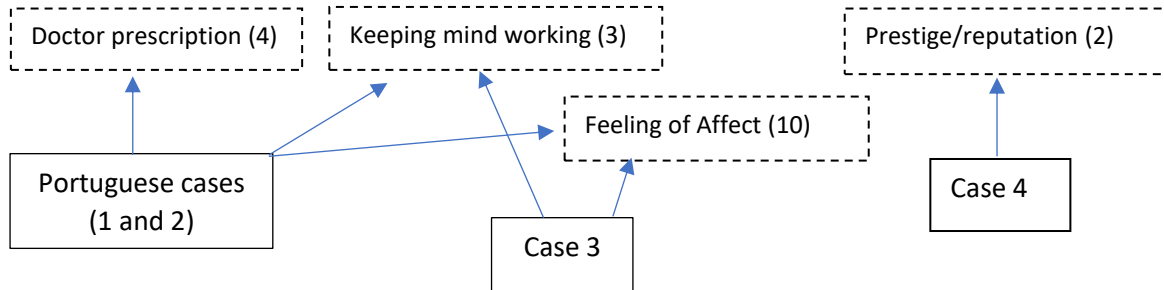 Doctor prescription (4)
Keeping mind working (3)
Prestige/reputation (2)
Feeling of Affect (10)
Portuguese cases
(1 and 2)
Case 3
Case 4